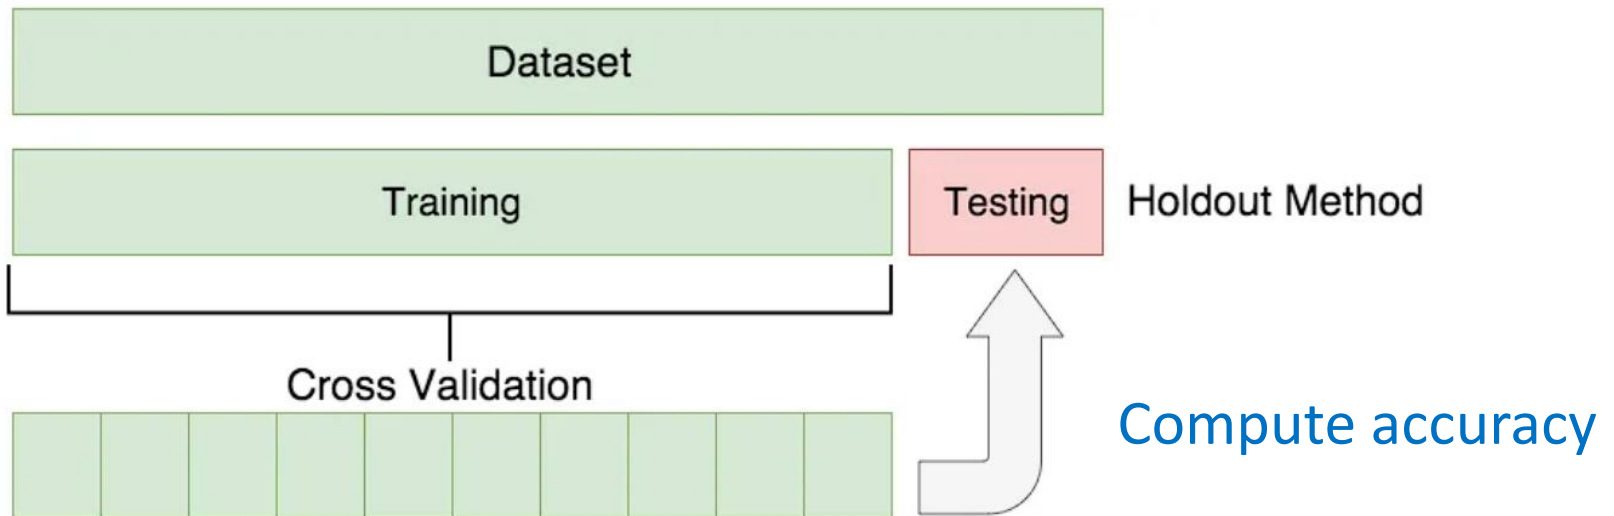 Dataset
Training
Testing
Holdout Method
Cross Validation
Compute accuracy